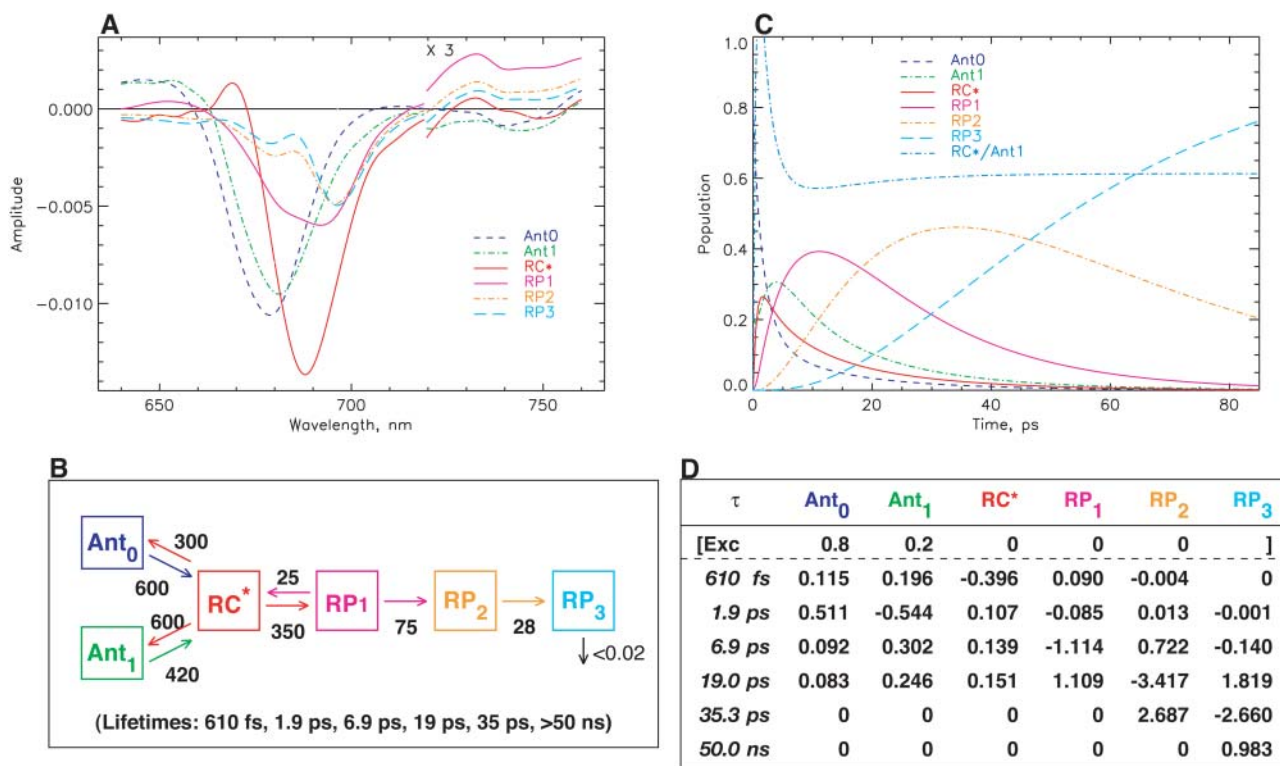 A
X 3
0.000
-0.005
-0.010
Amplitude
650
700
750
Wavelength, nm
Ant0
Ant1
RC*
RP1
RP2
RP3
C
1.0
0.8
0.6
0.4
0.2
0.0
Population
0
20
40
60
80
Time, ps
Ant0
Ant1
RC*
RP1
RP2
RP3
RC*/Ant1
B
Ant0
300
600
RC*
25
350
RP1
75
RP2
28
RP3
<0.02
600
420
Ant1
(Lifetimes: 610 fs, 1.9 ps, 6.9 ps, 19 ps, 35 ps, >50 ns)
D
τ Ant0 Ant1 RC* RP1 RP2 RP3
[Exc 0.8 0.2 0 0 0 ]
610 fs 0.115 0.196 -0.396 0.090 -0.004 0
1.9 ps 0.511 -0.544 0.107 -0.085 0.013 -0.001
6.9 ps 0.092 0.302 0.139 -1.114 0.722 -0.140
19.0 ps 0.083 0.246 0.151 1.109 -3.417 1.819
35.3 ps 0 0 0 0 2.687 -2.660
50.0 ns 0 0 0 0 0 0.983